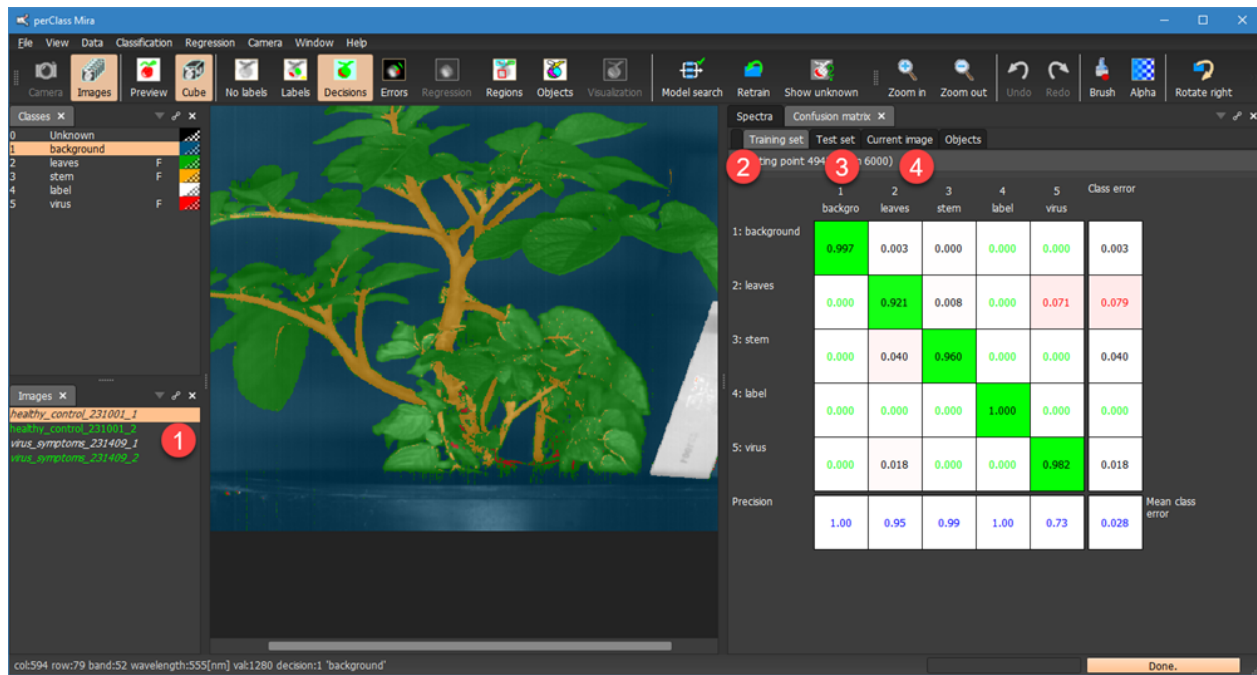 perClass Mira
File View Data Classification Regression Camera Window Help
Camera Images Preview Cube No labels Labels Decisions Errors Regression Regions Objects Visualization Model search Retrain Show unknown Zoom in Zoom out Undo Redo Brush Alpha Rotate right
Classes
0 Unknown
1 background
2 leaves F
3 stem F
4 label
5 virus F
Images
healthy_control_231001_1
healthy_control_231001_2
virus_symptoms_231409_1
virus_symptoms_231409_2
1
Spectra Confusion matrix
Training set Test set Current image Objects
2 3 4
point 494 6000)
1 2 3 4 5 Class error
backgro leaves stem label virus
1: background 0.997 0.003 0.000 0.000 0.000 0.003
2: leaves 0.000 0.921 0.008 0.000 0.071 0.079
3: stem 0.000 0.040 0.960 0.000 0.000 0.040
4: label 0.000 0.000 0.000 1.000 0.000 0.000
5: virus 0.000 0.018 0.000 0.000 0.982 0.018
Precision 1.00 0.95 0.99 1.00 0.73 0.028 Mean class
error
col:594 row:79 band:52 wavelength:555[nm] val:1280 decision:1 'background'
Done.